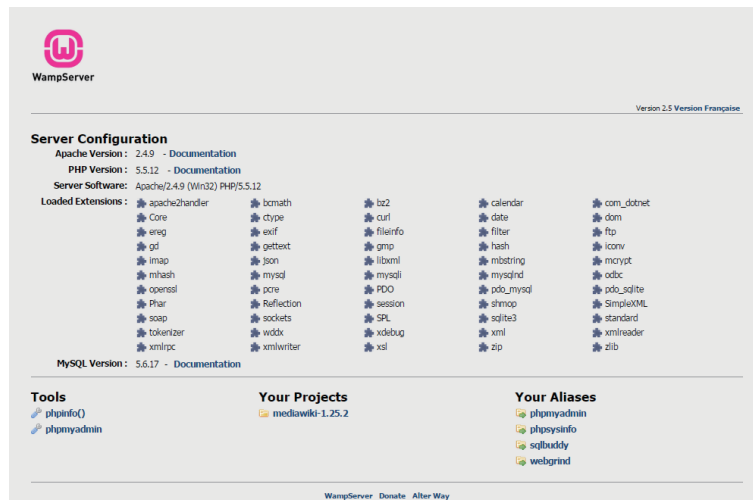 WampServer
Version 2.5 Version Française
Server Configuration
Apache Version : 2.4.9 - Documentation
PHP Version : 5.5.12 - Documentation
Server Software: Apache/2.4.9 (Win32) PHP/5.5.12
Loaded Extensions : apache2handler bcmath bz2 calendar com_dotnet
Core ctype curl date dom
ereg exif fileinfo filter ftp
gd gettext gmp hash iconv
imap json libxml mbstring mcrypt
mhash mysql mysqli mysqlnd odbc
openssl pcre PDO pdo_mysql pdo_sqlite
Phar Reflection session shmop SimpleXML
soap sockets SPL sqlite3 standard
tokenizer wddx xdebug xml xmlreader
xmlrpc xmlwriter xsl zip zlib
MySQL Version : 5.6.17 - Documentation
Tools Your Projects Your Aliases
phpinfo() mediawiki-1.25.2 phpmyadmin
phpmyadmin phpsysinfo
sqlbuddy
webgrind
WampServer Donate Alter Way